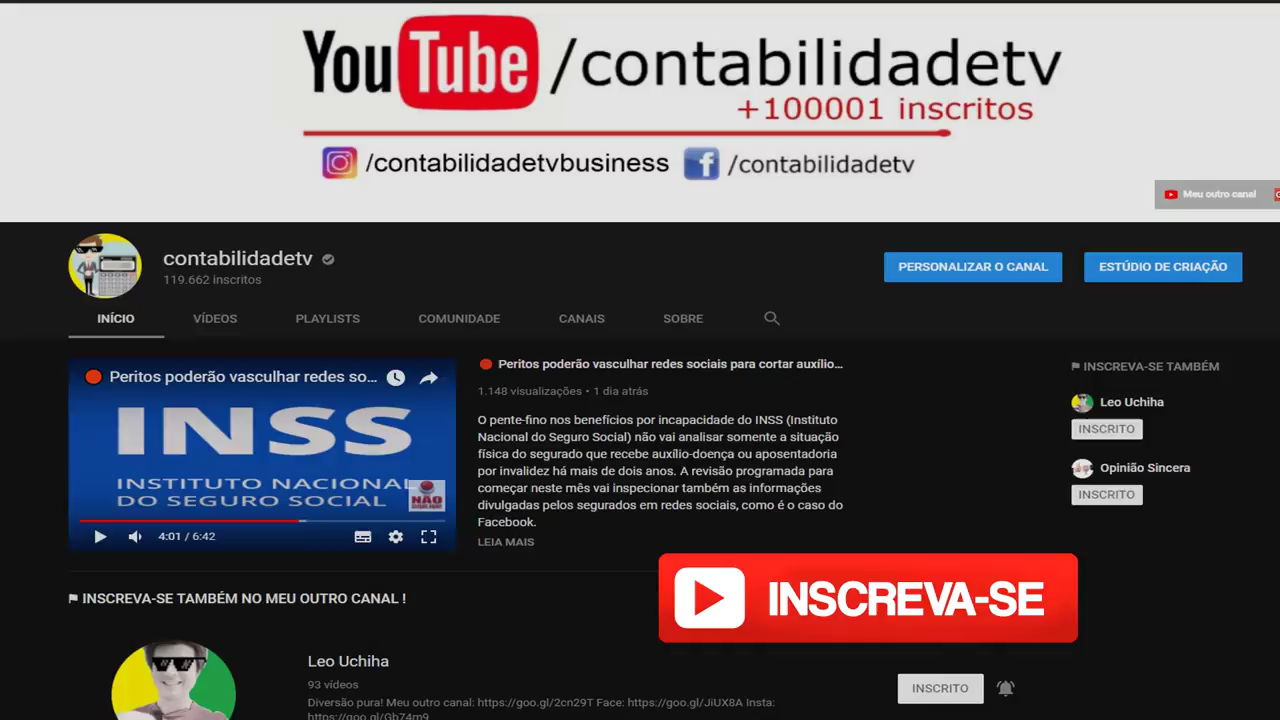 YouTube /contabilidadetv
+100001 inscritos
/contabilidadetvbusiness /contabilidadetv
Meu outro canal
contabilidadetv
119.662 inscritos
PERSONALIZAR O CANAL
ESTÚDIO DE CRIAÇÃO
INÍCIO VÍDEOS PLAYLISTS COMUNIDADE CANAIS SOBRE
Peritos poderão vasculhar redes so...
INSS
INSTITUTO NACIONAL
DO SEGURO SOCIAL
NÃO
4:01 / 6:42
Peritos poderão vasculhar redes sociais para cortar auxílio...
1.148 visualizações • 1 dia atrás
O pente-fino nos benefícios por incapacidade do INSS (Instituto
Nacional do Seguro Social) não vai analisar somente a situação
física do segurado que recebe auxílio-doença ou aposentadoria
por invalidez há mais de dois anos. A revisão programada para
começar neste mês vai inspecionar também as informações
divulgadas pelos segurados em redes sociais, como é o caso do
Facebook.
LEIA MAIS
INSCREVA-SE TAMBÉM
Leo Uchiha
INSCRITO
Opinião Sincera
INSCRITO
INSCREVA-SE
INSCREVA-SE TAMBÉM NO MEU OUTRO CANAL !
Leo Uchiha
93 vídeos
Diversão pura! Meu outro canal: https://goo.gl/2cn29T Face: https://goo.gl/JiUX8A Insta:
https://goo.gl/Gb74m9
INSCRITO